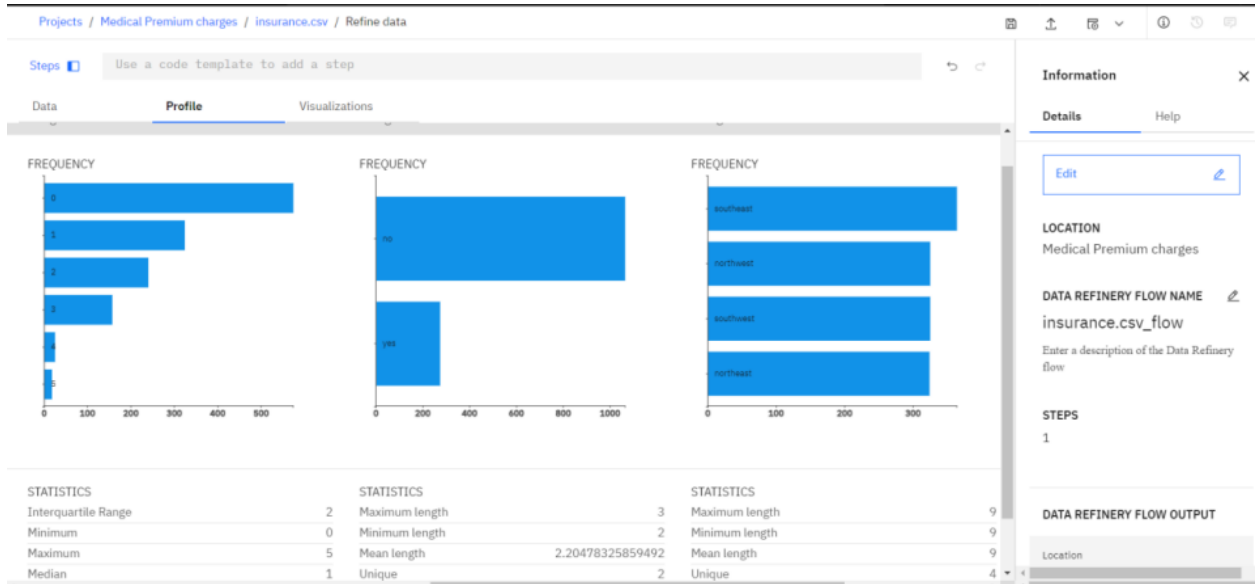 Projects / Medical Premium charges / insurance.csv / Refine data
Steps
Use a code template to add a step
Data Profile Visualizations
FREQUENCY
0
1
2
3
4
5
0 100 200 300 400 500
FREQUENCY
no
yes
0 200 400 600 800 1000
FREQUENCY
southeast
northwest
southwest
northeast
0 100 200 300
STATISTICS
Interquartile Range 2
Minimum 0
Maximum 5
Median 1
STATISTICS
Maximum length 3
Minimum length 2
Mean length 2.20478325859492
Unique 2
STATISTICS
Maximum length 9
Minimum length 9
Mean length 9
Unique 4
Information
Details Help
Edit
LOCATION
Medical Premium charges
DATA REFINERY FLOW NAME
insurance.csv_flow
Enter a description of the Data Refinery
flow
STEPS
1
DATA REFINERY FLOW OUTPUT
Location